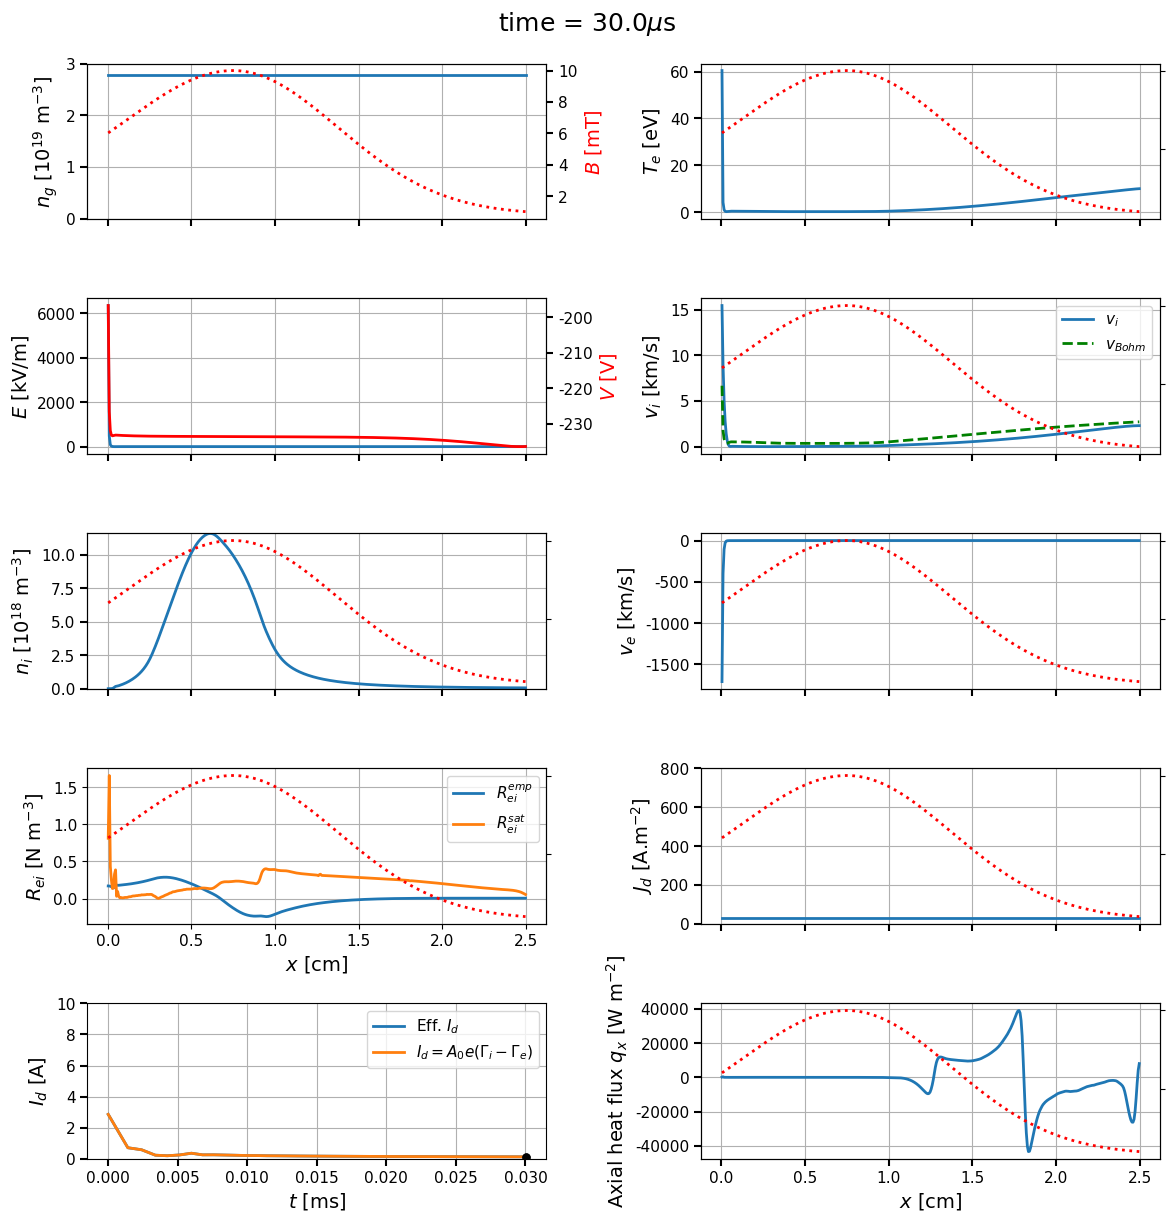 time = 30.0μs
n_g [10^19 m^−3]
3
2
1
0
10
8
6
4
2
B [mT]
T_e [eV]
60
40
20
0
E [kV/m]
6000
4000
2000
0
-200
-210
-220
-230
V [V]
v_i [km/s]
15
10
5
0
v_i
v_Bohm
n_i [10^18 m^−3]
10.0
7.5
5.0
2.5
0.0
v_e [km/s]
0
-500
-1000
-1500
R_ei [N m^−3]
1.5
1.0
0.5
0.0
R_ei^emp
R_ei^sat
0.0 0.5 1.0 1.5 2.0 2.5
x [cm]
J_d [A.m^−2]
800
600
400
200
0
I_d [A]
10
8
6
4
2
0
Eff. I_d
I_d = A_0e(Γ_i − Γ_e)
0.000 0.005 0.010 0.015 0.020 0.025 0.030
t [ms]
Axial heat flux q_x [W m^−2]
40000
20000
0
-20000
-40000
0.0 0.5 1.0 1.5 2.0 2.5
x [cm]